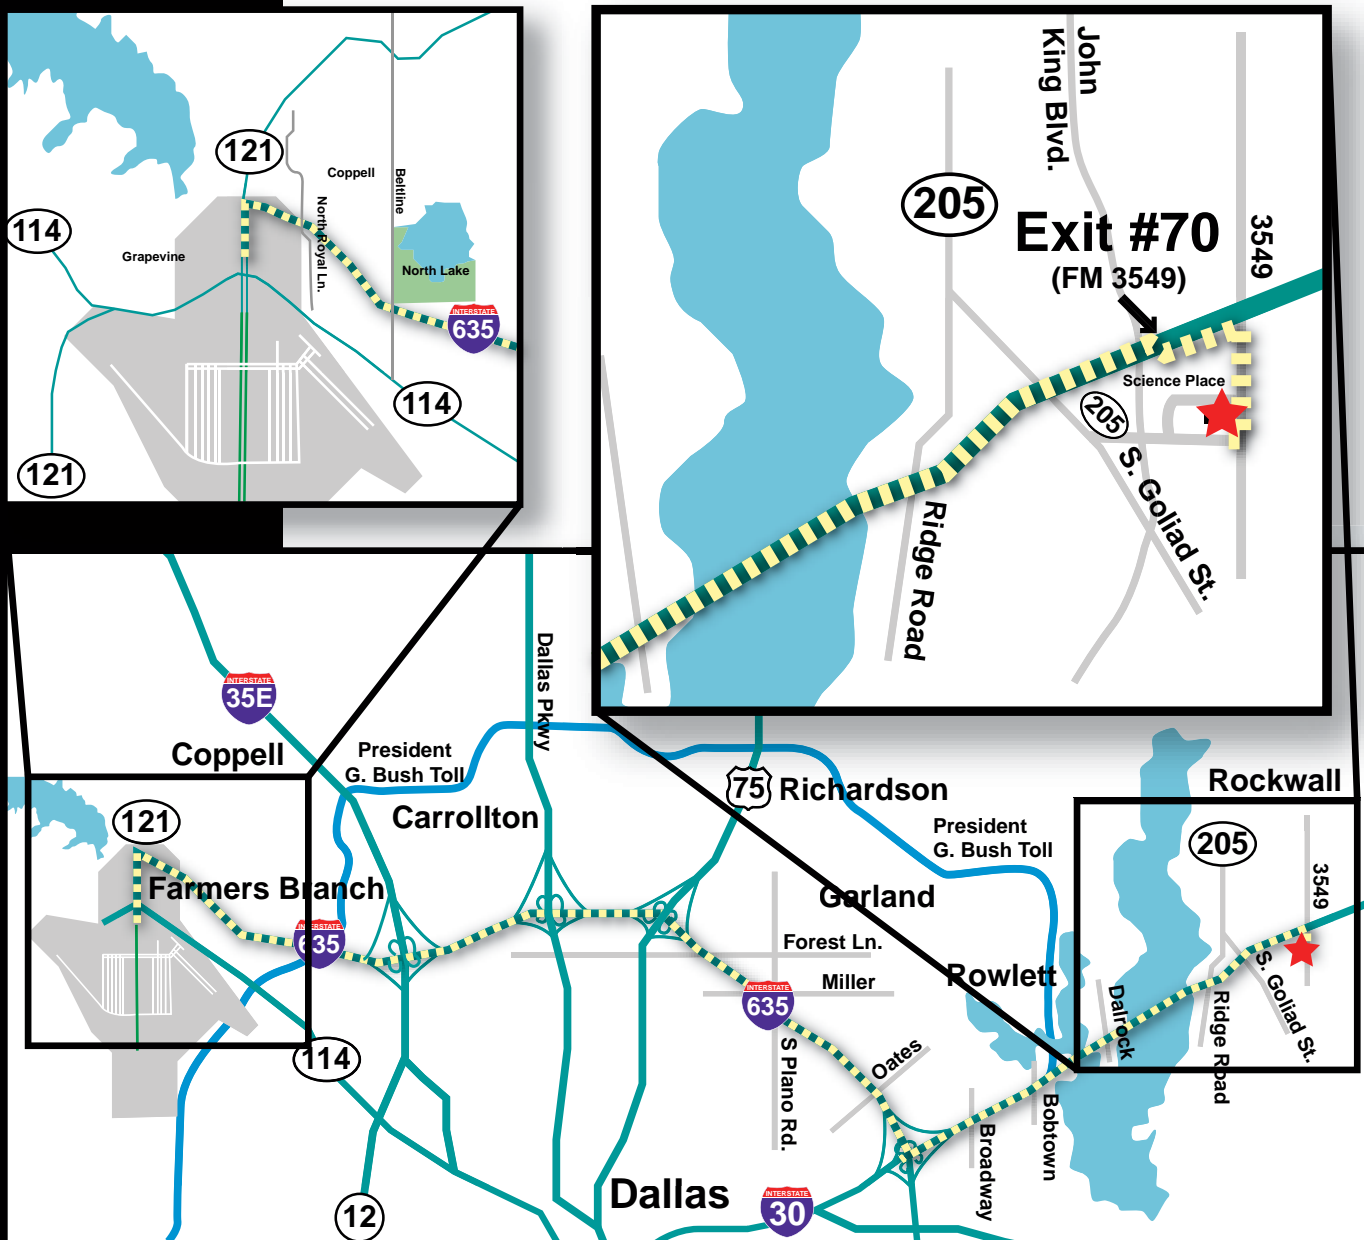 121
Coppell
Beltline
North Royal Ln.
114
Grapevine
North Lake
INTERSTATE
635
114
121
John
King Blvd.
205
Exit #70
(FM 3549)
3549
Science Place
205
S. Goliad St.
Ridge Road
INTERSTATE
35E
Dallas Pkwy
Coppell
President
G. Bush Toll
75
Richardson
Rockwall
Carrollton
121
President
G. Bush Toll
205
3549
Farmers Branch
Garland
INTERSTATE
635
Forest Ln.
Miller
Rowlett
INTERSTATE
635
Dalrock
Ridge Road
S. Goliad St.
114
S Plano Rd.
Oates
Bobtown
Broadway
12
Dallas
INTERSTATE
30